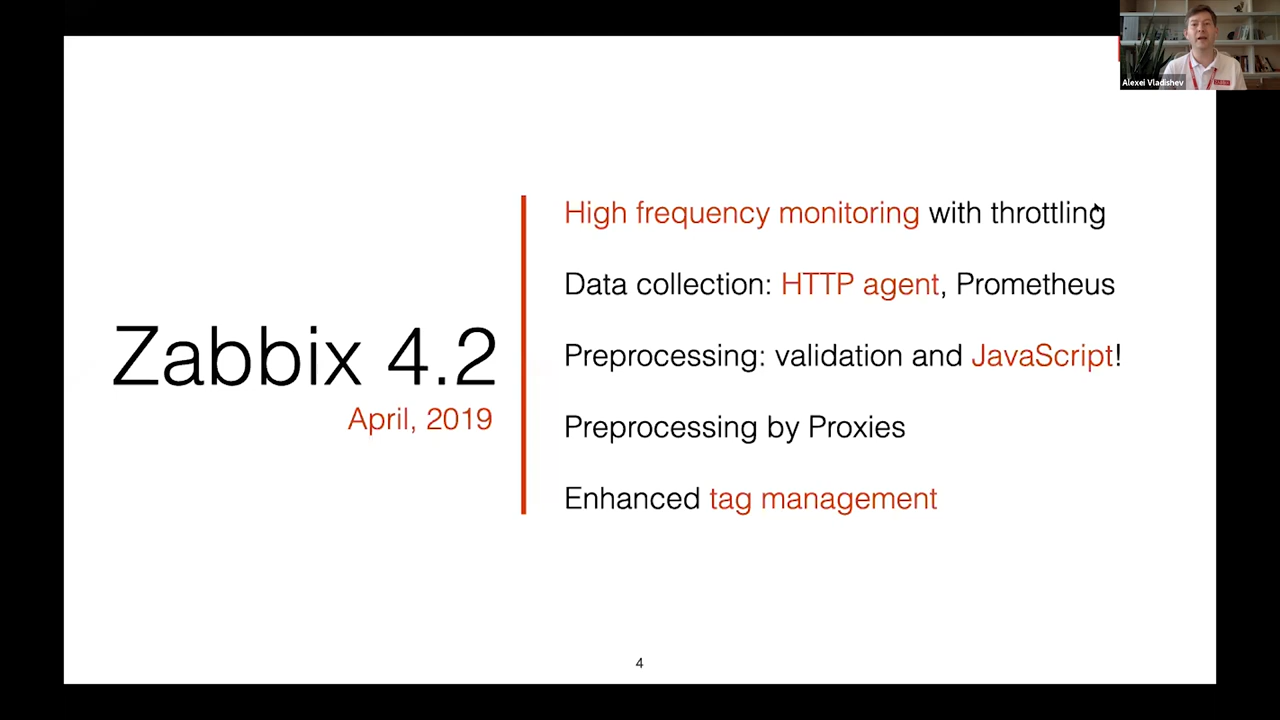 Alexei Vladishev
High frequency monitoring with throttling
Data collection: HTTP agent, Prometheus
Zabbix 4.2
April, 2019
Preprocessing: validation and JavaScript!
Preprocessing by Proxies
Enhanced tag management
4